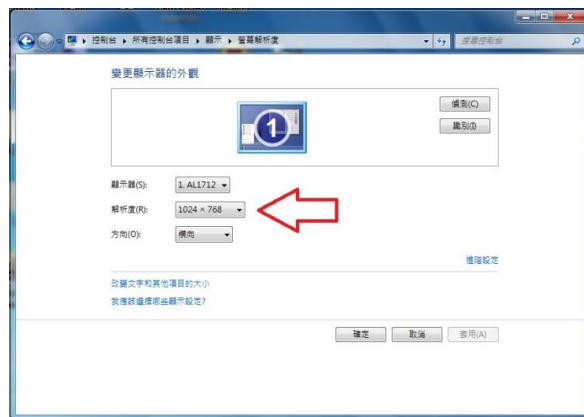 控制台 ▸ 所有控制台項目 ▸ 顯示 ▸ 螢幕解析度
搜尋控制台
變更顯示器的外觀
偵測(C)
識別(I)
1
顯示器(S): 1. AL1712
解析度(R): 1024 × 768
方向(O): 橫向
進階設定
改變文字和其他項目的大小
我應該選擇哪些顯示設定?
確定 取消 套用(A)